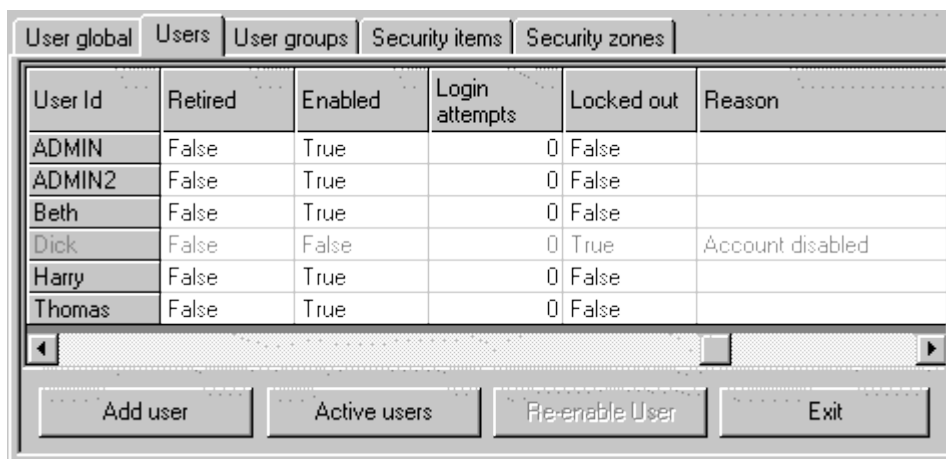 User global Users User groups Security items Security zones
User Id Retired Enabled Login attempts Locked out Reason
ADMIN False True 0 False
ADMIN2 False True 0 False
Beth False True 0 False
Dick False False 0 True Account disabled
Harry False True 0 False
Thomas False True 0 False
Add user Active users Re-enable User Exit